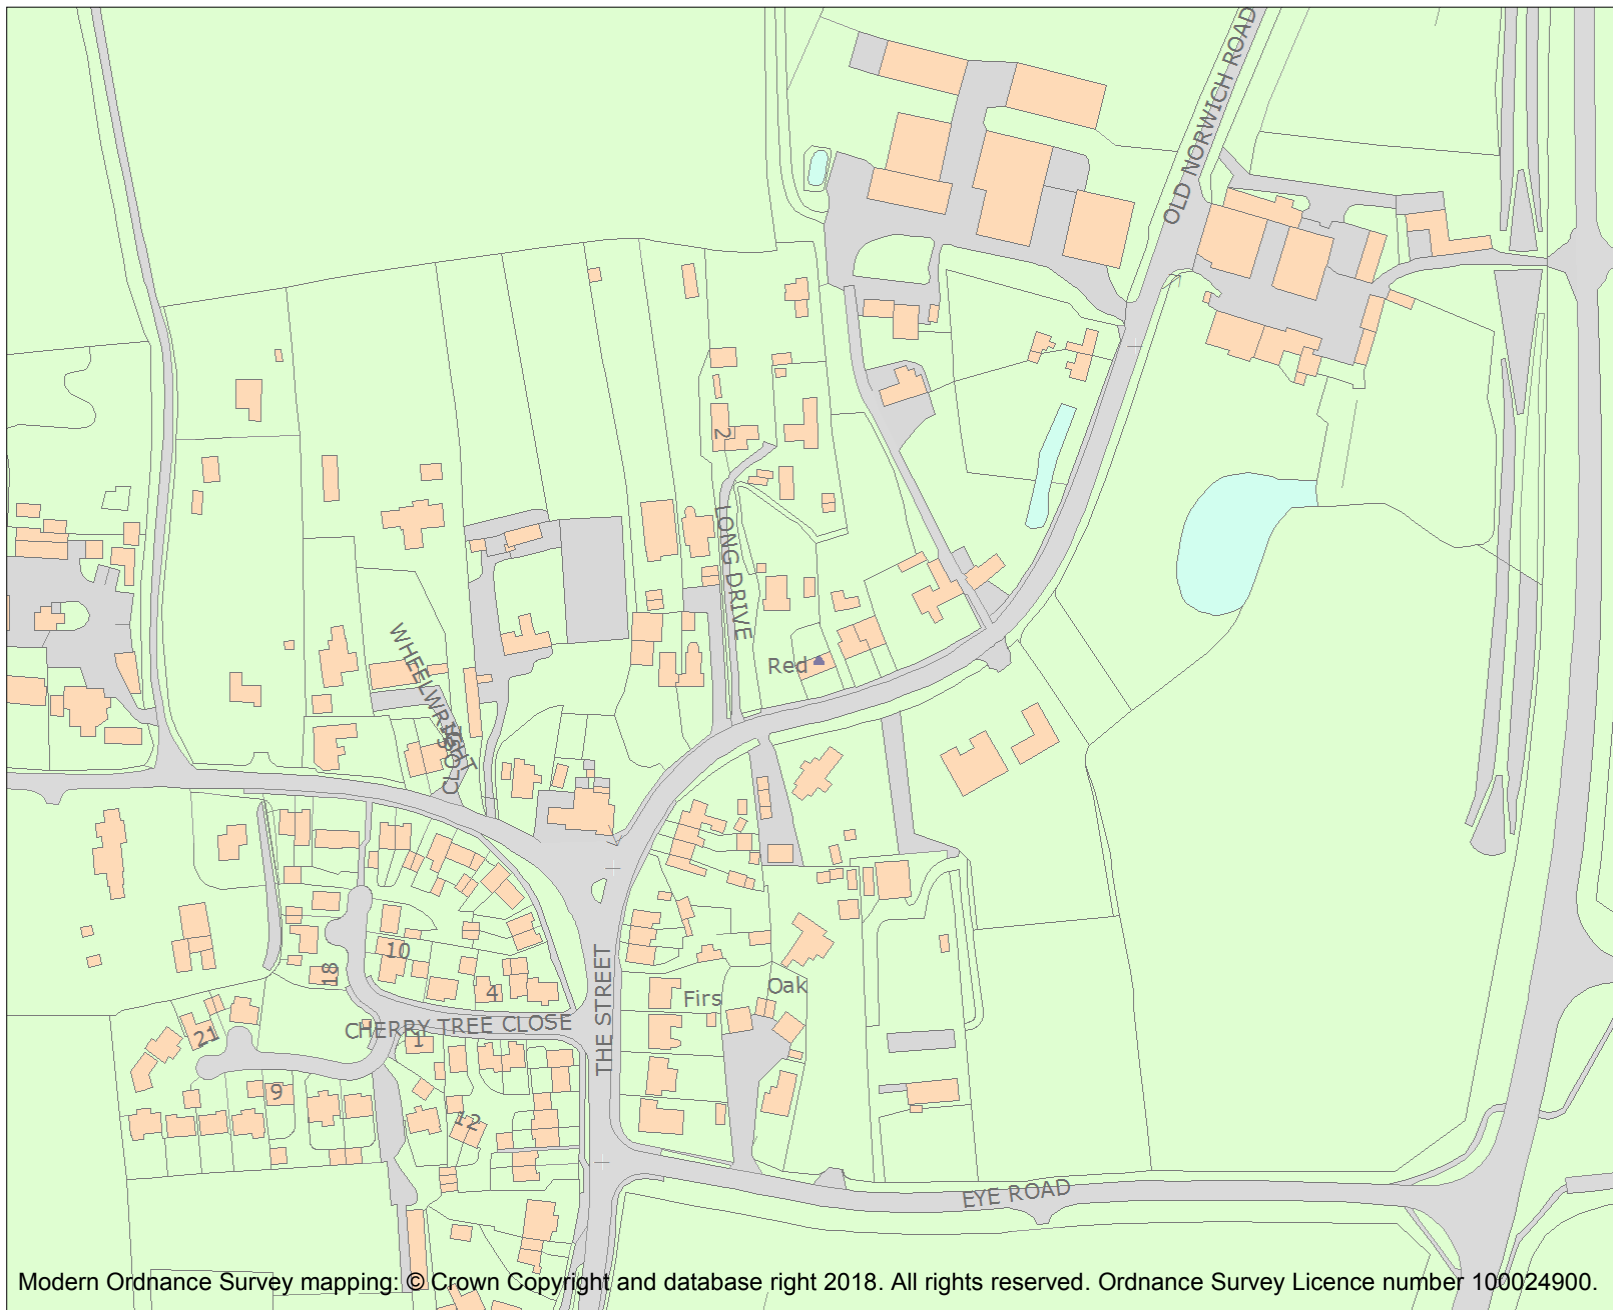 OLD NORWICH ROAD
2
LONG DRIVE
WHEELWRIGHT
CLOSE
Red
10
18
4
Firs
Oak
THE STREET
CHERRY TREE CLOSE
1
21
9
12
EYE ROAD
Modern Ordnance Survey mapping: © Crown Copyright and database right 2018. All rights reserved. Ordnance Survey Licence number 100024900.